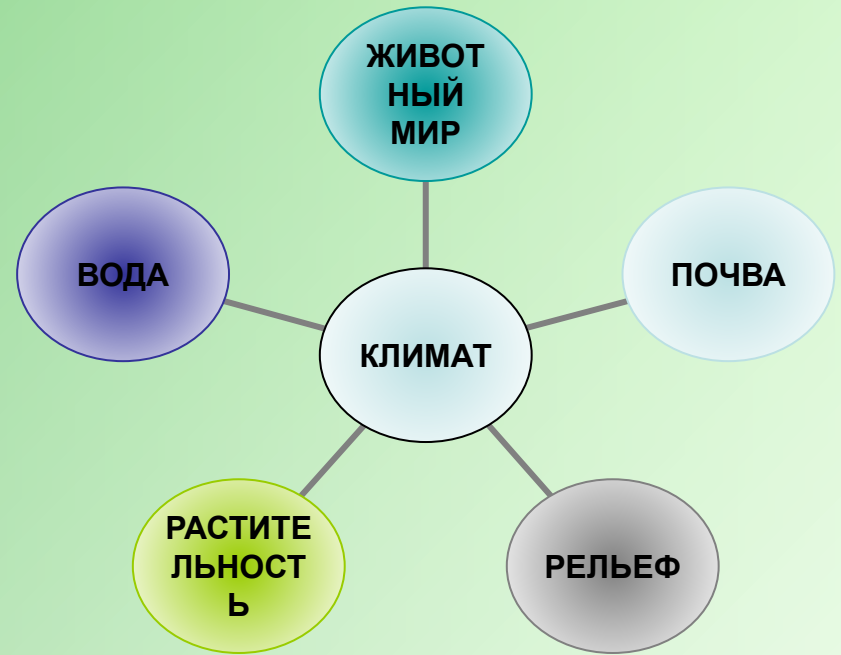 ЖИВОТ
НЫЙ
МИР
ВОДА
ПОЧВА
КЛИМАТ
РАСТИТЕ
ЛЬНОСТ
Ь
РЕЛЬЕФ